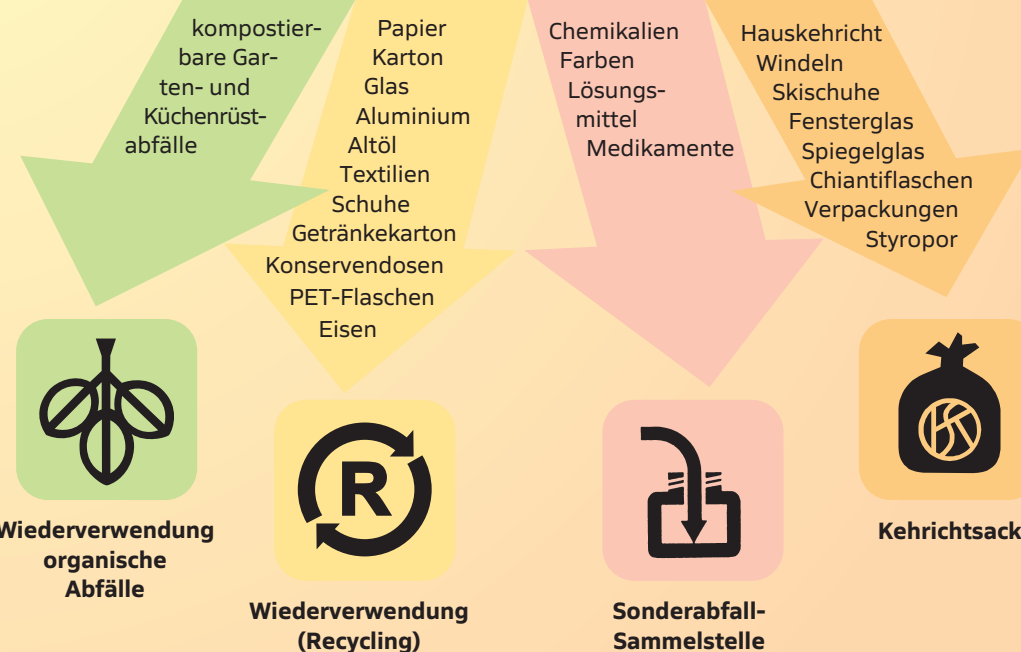 kompostier-
bare Gar-
ten- und
Küchenrüst-
abfälle
Papier
Karton
Glas
Aluminium
Altöl
Textilien
Schuhe
Getränkekarton
Konservendosen
PET-Flaschen
Eisen
Chemikalien
Farben
Lösungs-
mittel
Medikamente
Hauskehricht
Windeln
Skischuhe
Fensterglas
Spiegelglas
Chiantiflaschen
Verpackungen
Styropor
R
Wiederverwendung
organische
Abfälle
Wiederverwendung
(Recycling)
Sonderabfall-
Sammelstelle
Kehrichtsack